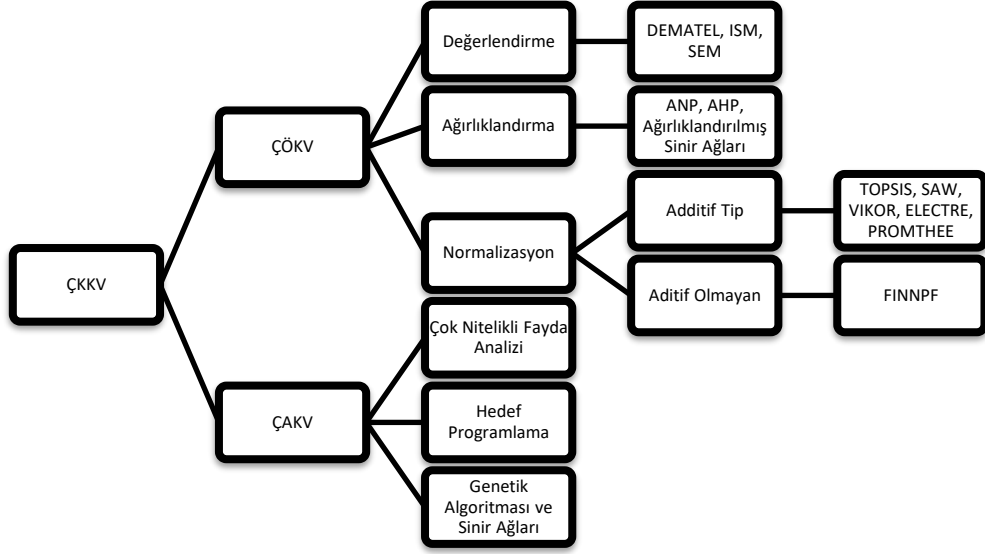 ÇKKV
ÇÖKV
Değerlendirme
DEMATEL, ISM,
SEM
Ağırlıklandırma
ANP, AHP,
Ağırlıklandırılmış
Sinir Ağları
Normalizasyon
Additif Tip
TOPSIS, SAW,
VIKOR, ELECTRE,
PROMTHEE
Aditif Olmayan
FINNPF
ÇAKV
Çok Nitelikli Fayda
Analizi
Hedef
Programlama
Genetik
Algoritması ve
Sinir Ağları